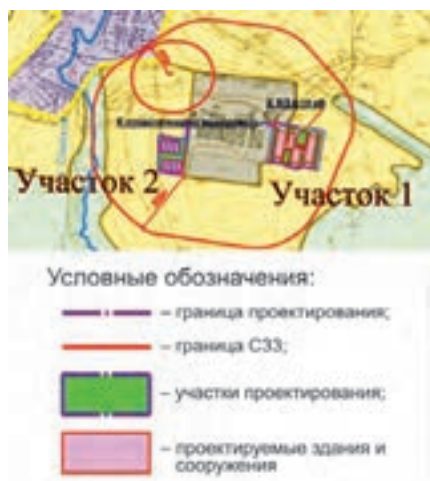 Участок 2
Участок 1
Условные обозначения:
– граница проектирования;
– граница СЗЗ;
– участки проектирования;
– проектируемые здания и
сооружения